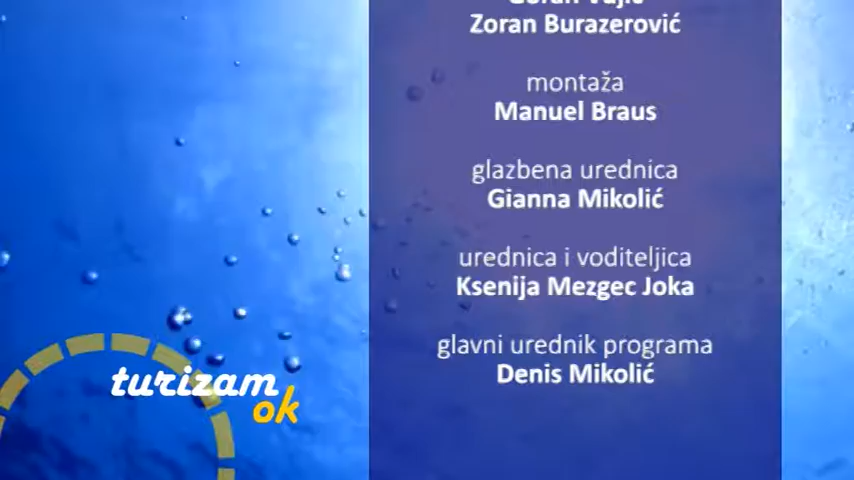 Zoran Burazerović
montaža
Manuel Braus
glazbena urednica
Gianna Mikolić
urednica i voditeljica
Ksenija Mezgec Joka
glavni urednik programa
Denis Mikolić
turizam
ok